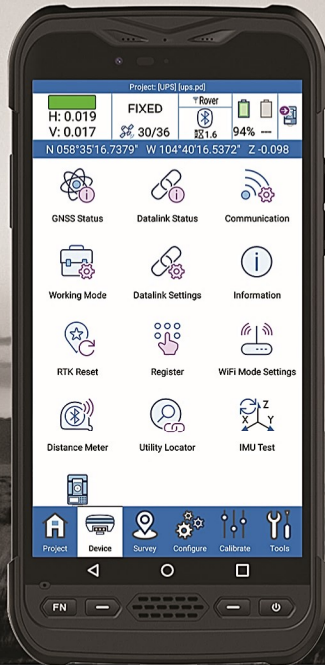 Project: [UPS] [ups.pd]
H: 0.019
V: 0.017
FIXED
30/36
Rover
1.6
94% --
N 058°35'16.7379" W 104°40'16.5372" Z -0.098
GNSS Status Datalink Status Communication
Working Mode Datalink Settings Information
RTK Reset Register WiFi Mode Settings
Distance Meter Utility Locator IMU Test
X Z Y
Project Device Survey Configure Calibrate Tools
FN